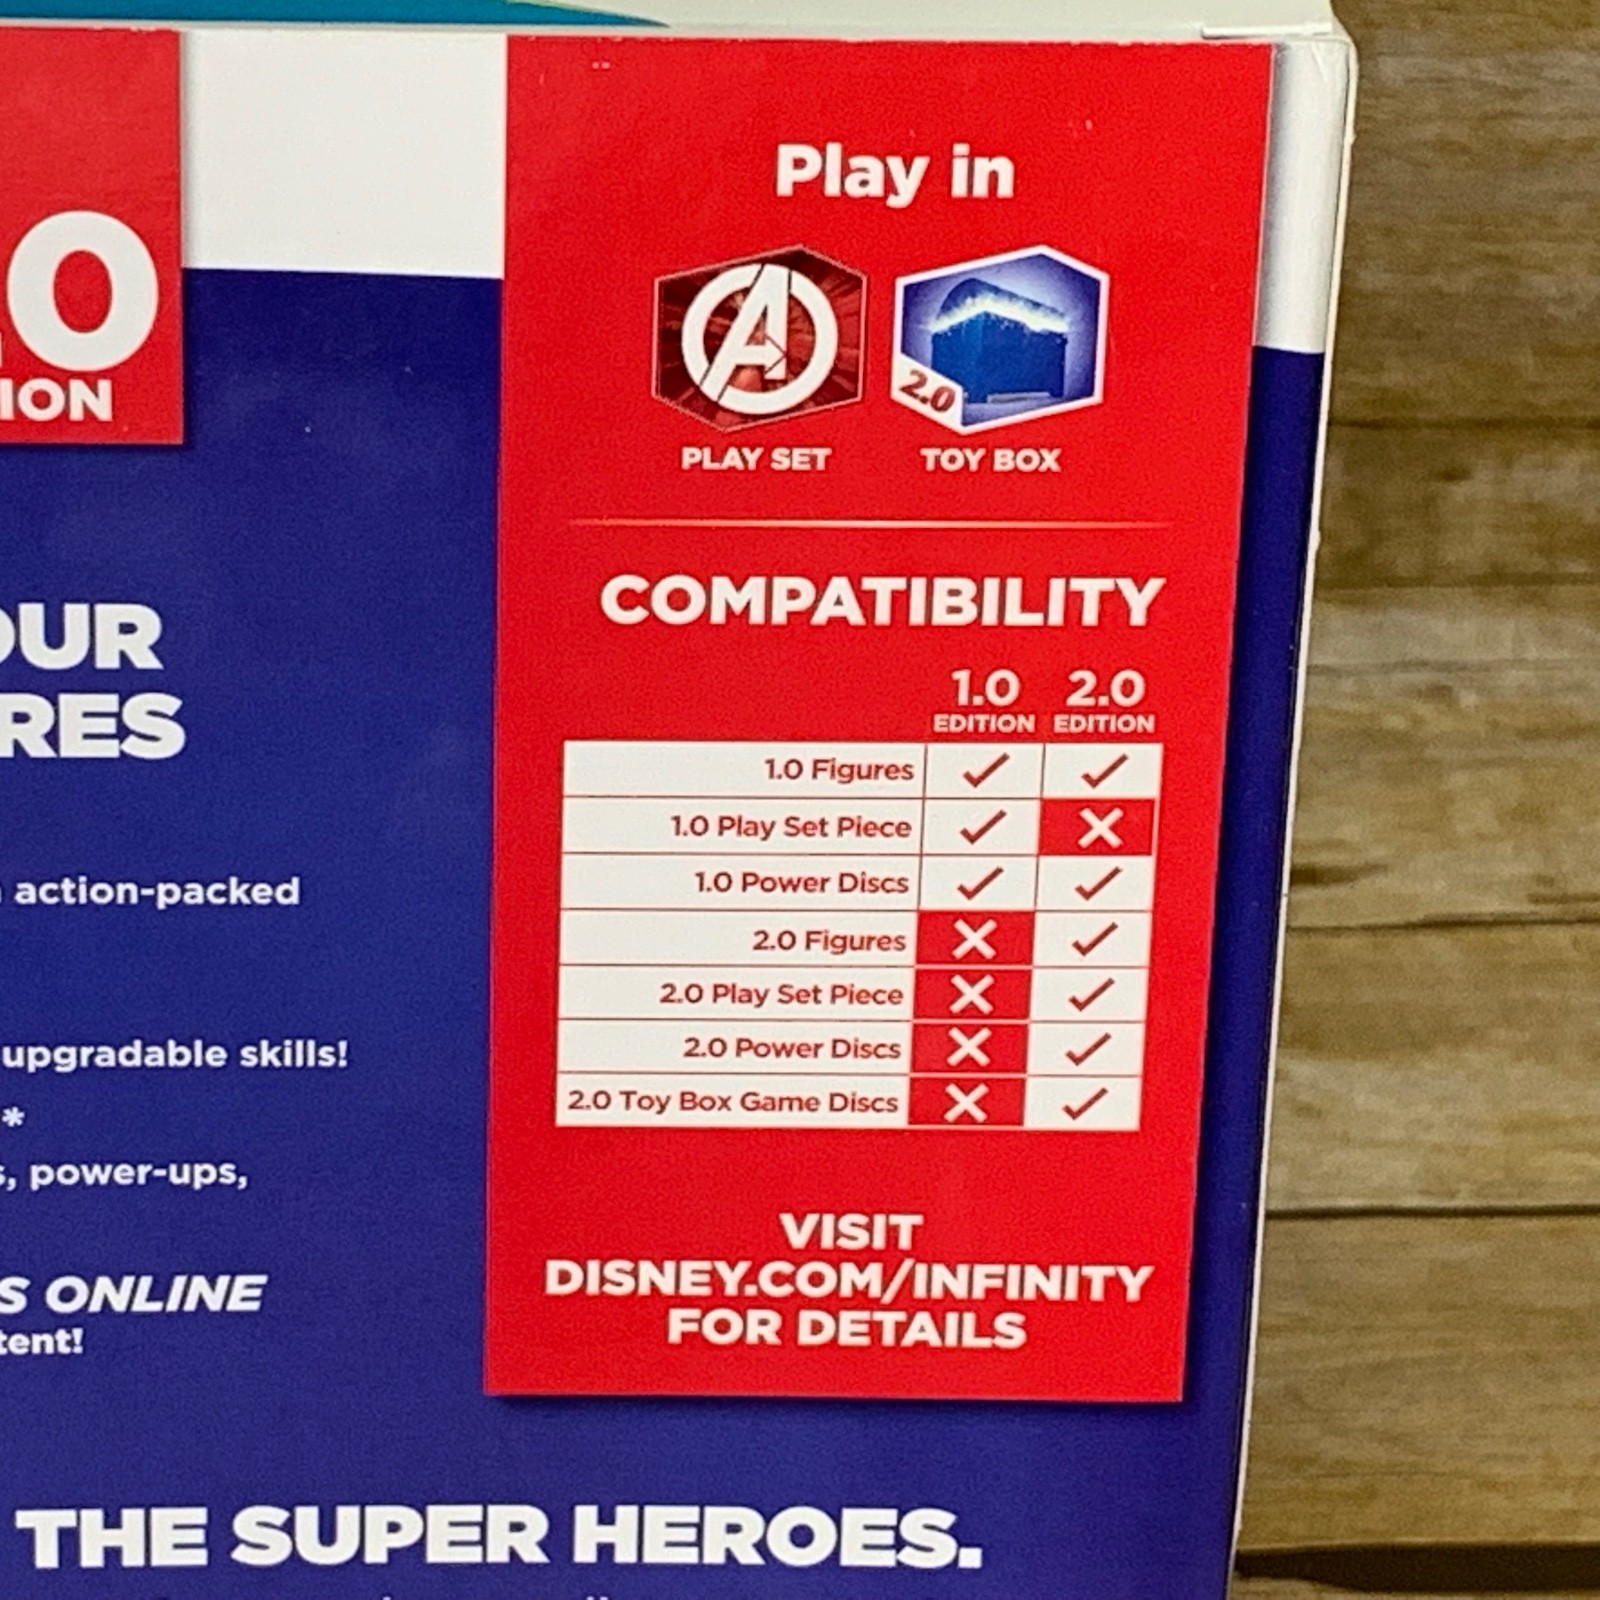 .0
ION
OUR
RES
action-packed
upgradable skills!
*
s, power-ups,
S ONLINE
tent!
Play in
2.0
PLAY SET
TOY BOX
COMPATIBILITY
1.0 2.0
EDITION EDITION
1.0 Figures ✓ ✓
1.0 Play Set Piece ✓ X
1.0 Power Discs ✓ ✓
2.0 Figures X ✓
2.0 Play Set Piece X ✓
2.0 Power Discs X ✓
2.0 Toy Box Game Discs X ✓
VISIT
DISNEY.COM/INFINITY
FOR DETAILS
THE SUPER HEROES.